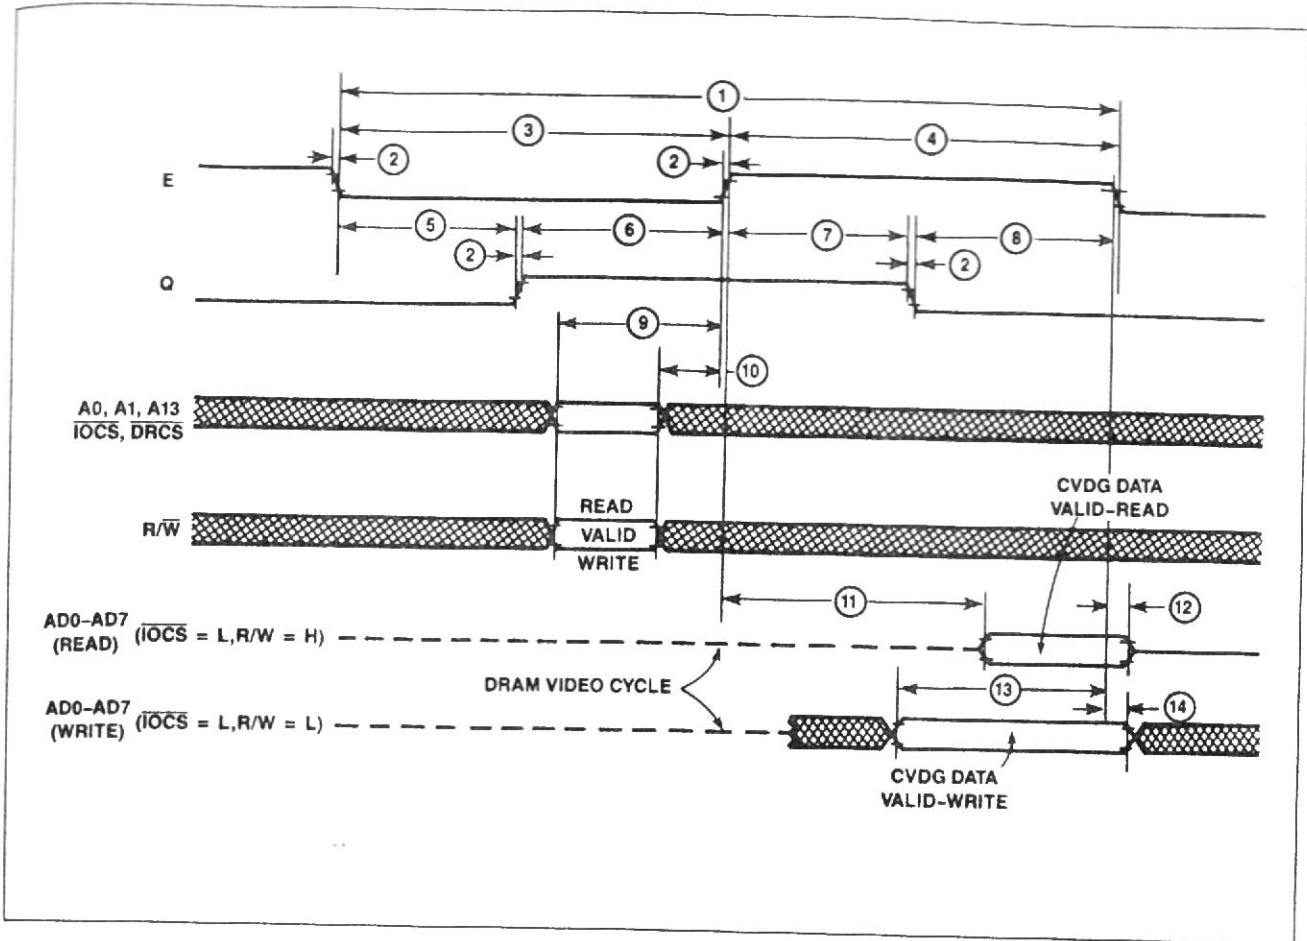 1
3
4
2
2
E
5
6
7
8
2
2
Q
9
10
A0, A1, A13
IOCS, DRCS
CVDG DATA
VALID-READ
READ
R/W
VALID
WRITE
11
12
AD0-AD7
(READ) (IOCS = L,R/W = H)
DRAM VIDEO CYCLE
13
AD0-AD7
(WRITE) (IOCS = L,R/W = L)
14
CVDG DATA
VALID-WRITE